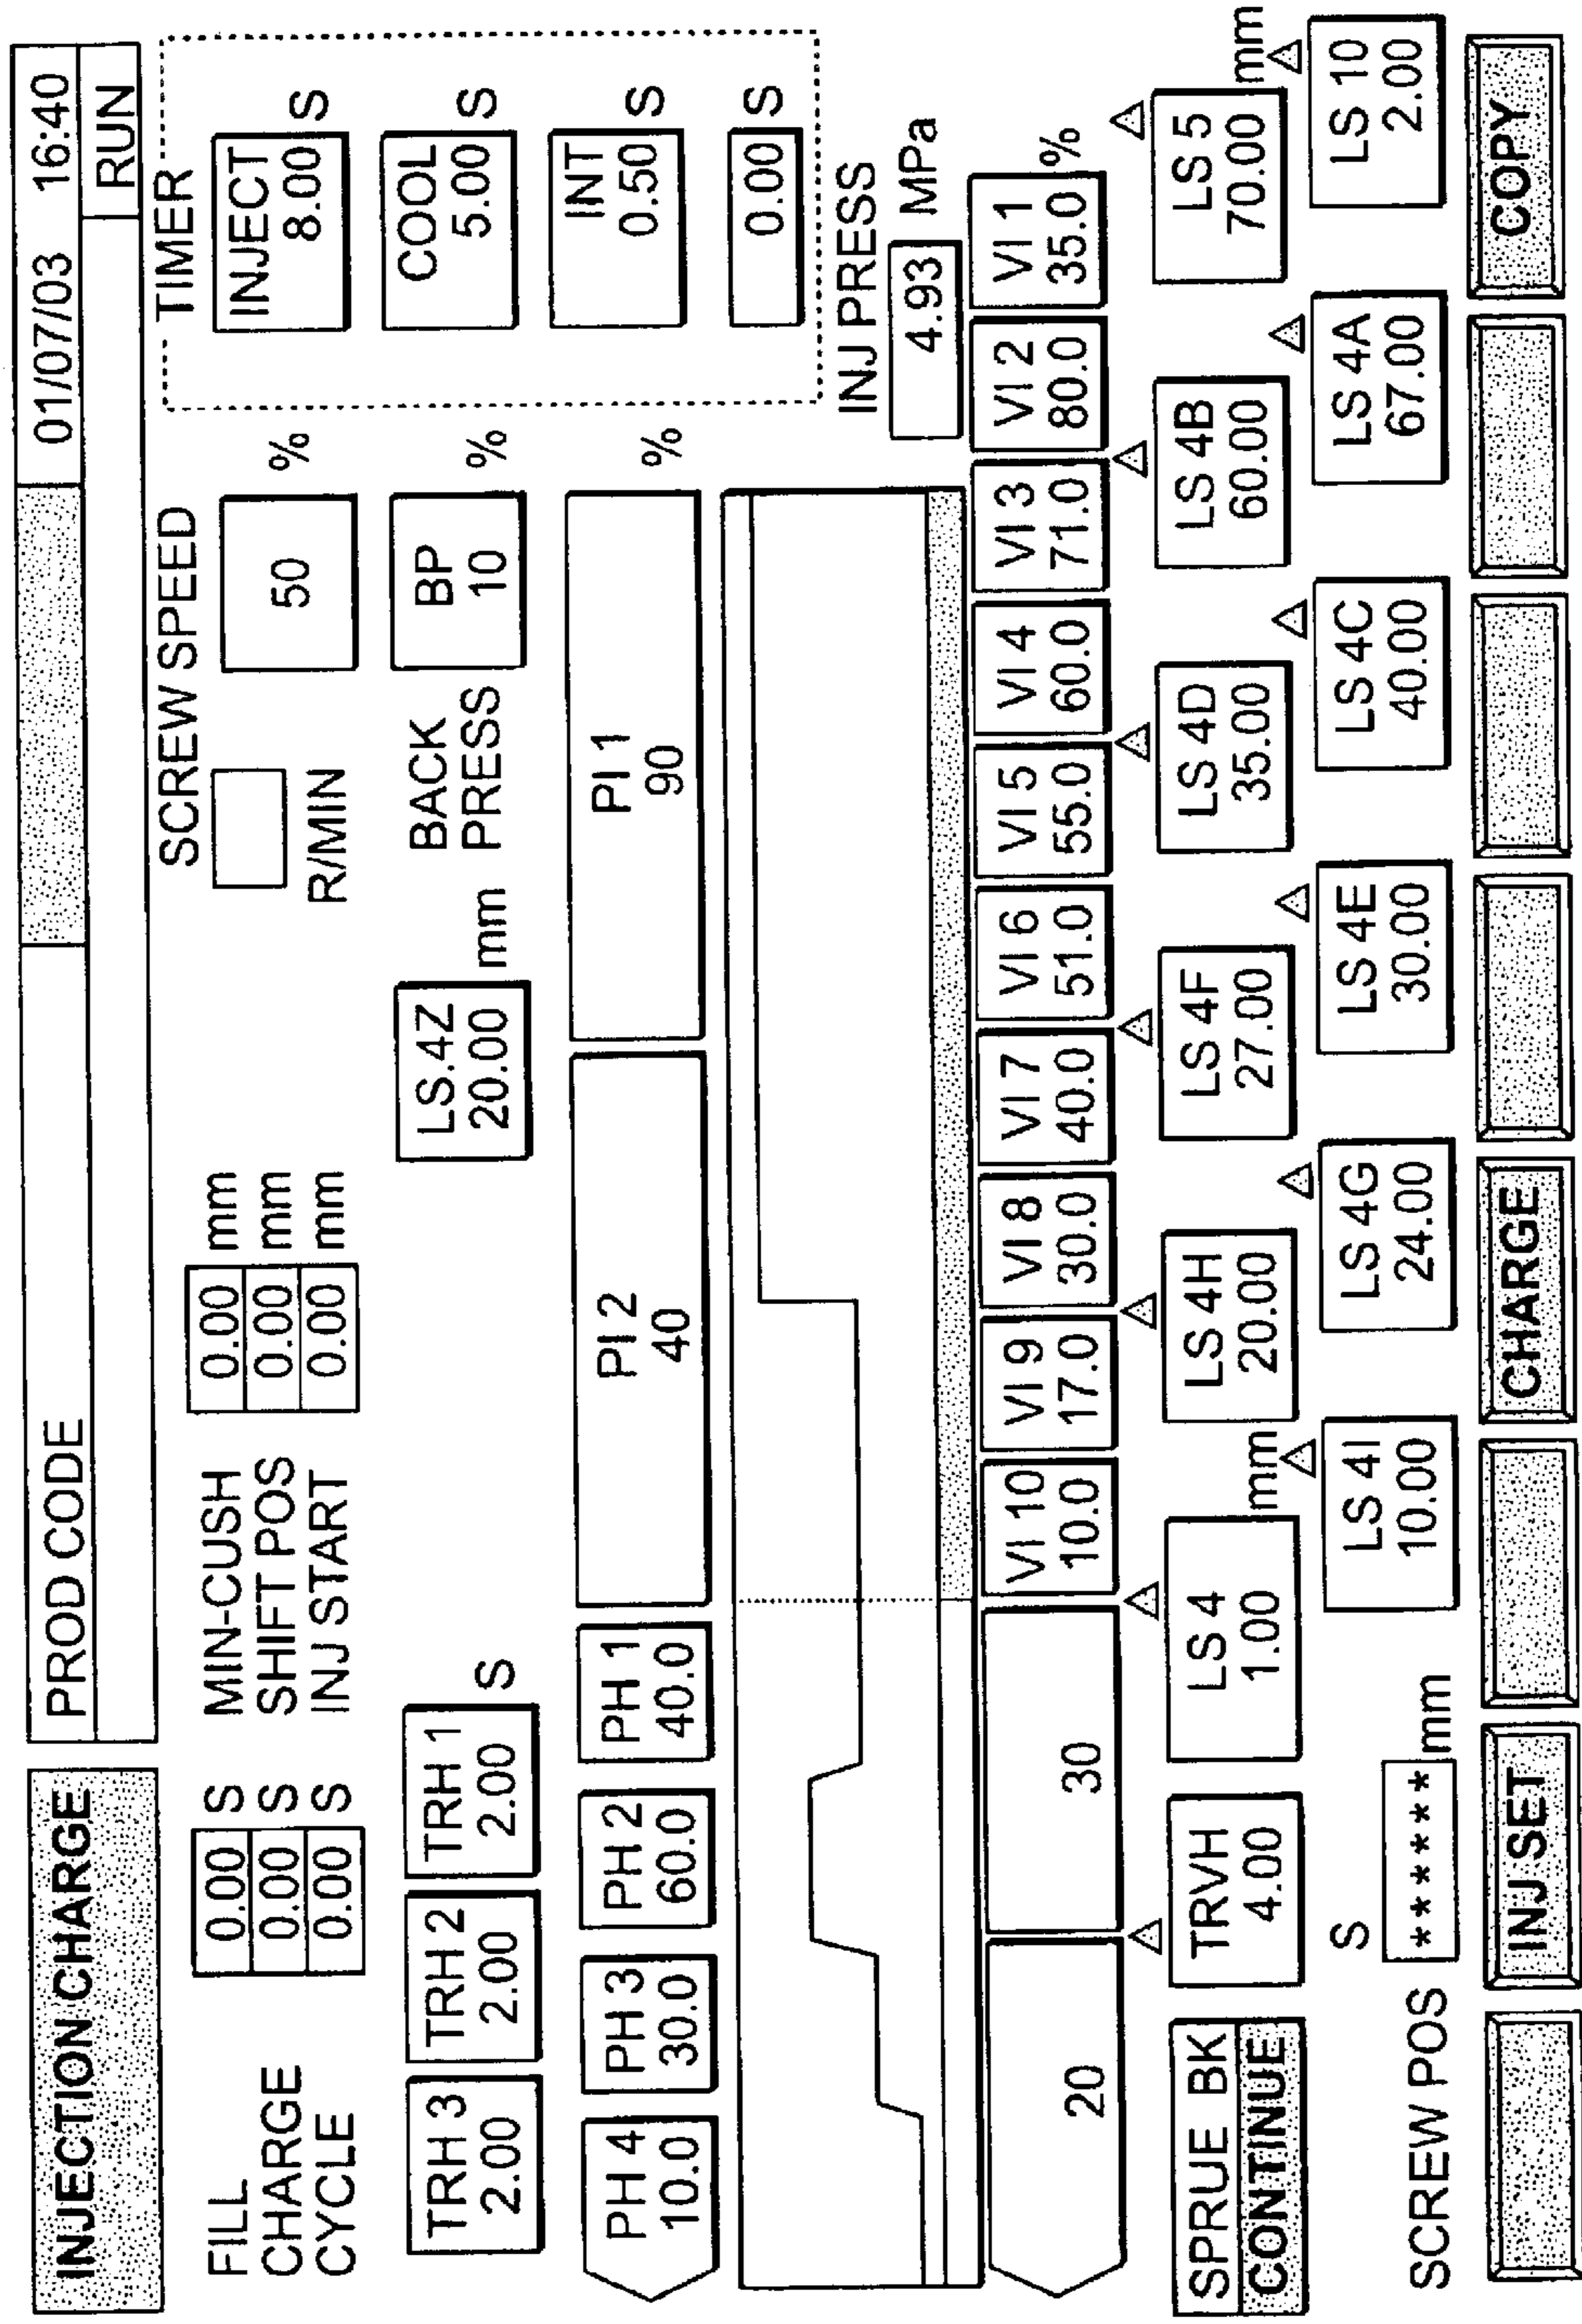 INJECTION CHARGE
PROD CODE
01/07/03 16:40
RUN
FILL 0.00 S
CHARGE 0.00 S
CYCLE 0.00 S
MIN-CUSH 0.00 mm
SHIFT POS 0.00 mm
INJ START 0.00 mm
SCREW SPEED
R/MIN
50 %
TIMER
INJECT
8.00 S
COOL
5.00 S
INT
0.50 S
0.00 S
TRH 3
2.00
TRH 2
2.00
TRH 1
2.00 S
LS.4Z
20.00 mm
BACK
PRESS
BP
10 %
PH 4
10.0
PH 3
30.0
PH 2
60.0
PH 1
40.0
PI 2
40
PI 1
90
%
INJ PRESS
4.93 MPa
20
30
VI 10
10.0
VI 9
17.0
VI 8
30.0
VI 7
40.0
VI 6
51.0
VI 5
55.0
VI 4
60.0
VI 3
71.0
VI 2
80.0
VI 1
35.0 %
SPRUE BK
CONTINUE
TRVH
4.00
S
LS 4
1.00
mm
LS 4H
20.00
LS 4F
27.00
LS 4D
35.00
LS 4B
60.00
LS 5
70.00
mm
SCREW POS ****** mm
LS 4I
10.00
LS 4G
24.00
LS 4E
30.00
LS 4C
40.00
LS 4A
67.00
LS 10
2.00
INJ SET
CHARGE
COPY